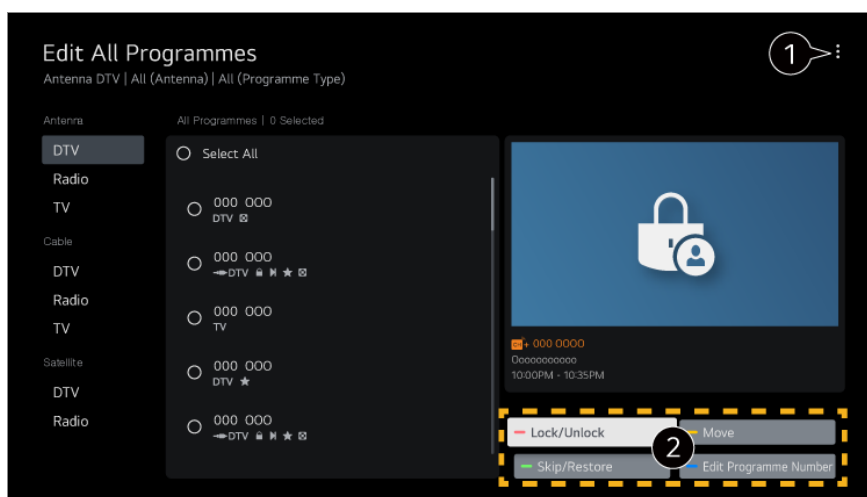 Edit All Programmes
Antenna DTV | All (Antenna) | All (Programme Type)
1
Antenna
DTV
Radio
TV
Cable
DTV
Radio
TV
Satellite
DTV
Radio
All Programmes | 0 Selected
Select All
000 000
DTV
000 000
DTV
000 000
TV
000 000
DTV
000 000
DTV
000 0000
Ooooooooooo
10:00PM - 10:35PM
Lock/Unlock
Move
2
Skip/Restore
Edit Programme Number